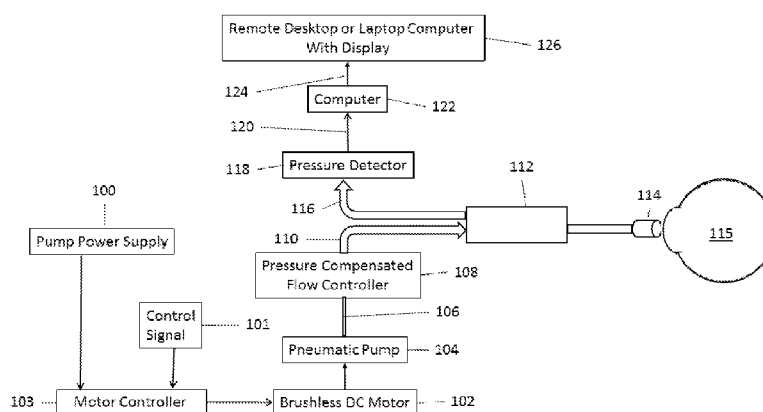 Remote Desktop or Laptop Computer
With Display
126
124
Computer
122
120
118
Pressure Detector
112
114
100
116
115
Pump Power Supply
110
Pressure Compensated
Flow Controller
108
Control
Signal
101
106
Pneumatic Pump
104
103
Motor Controller
Brushless DC Motor
102